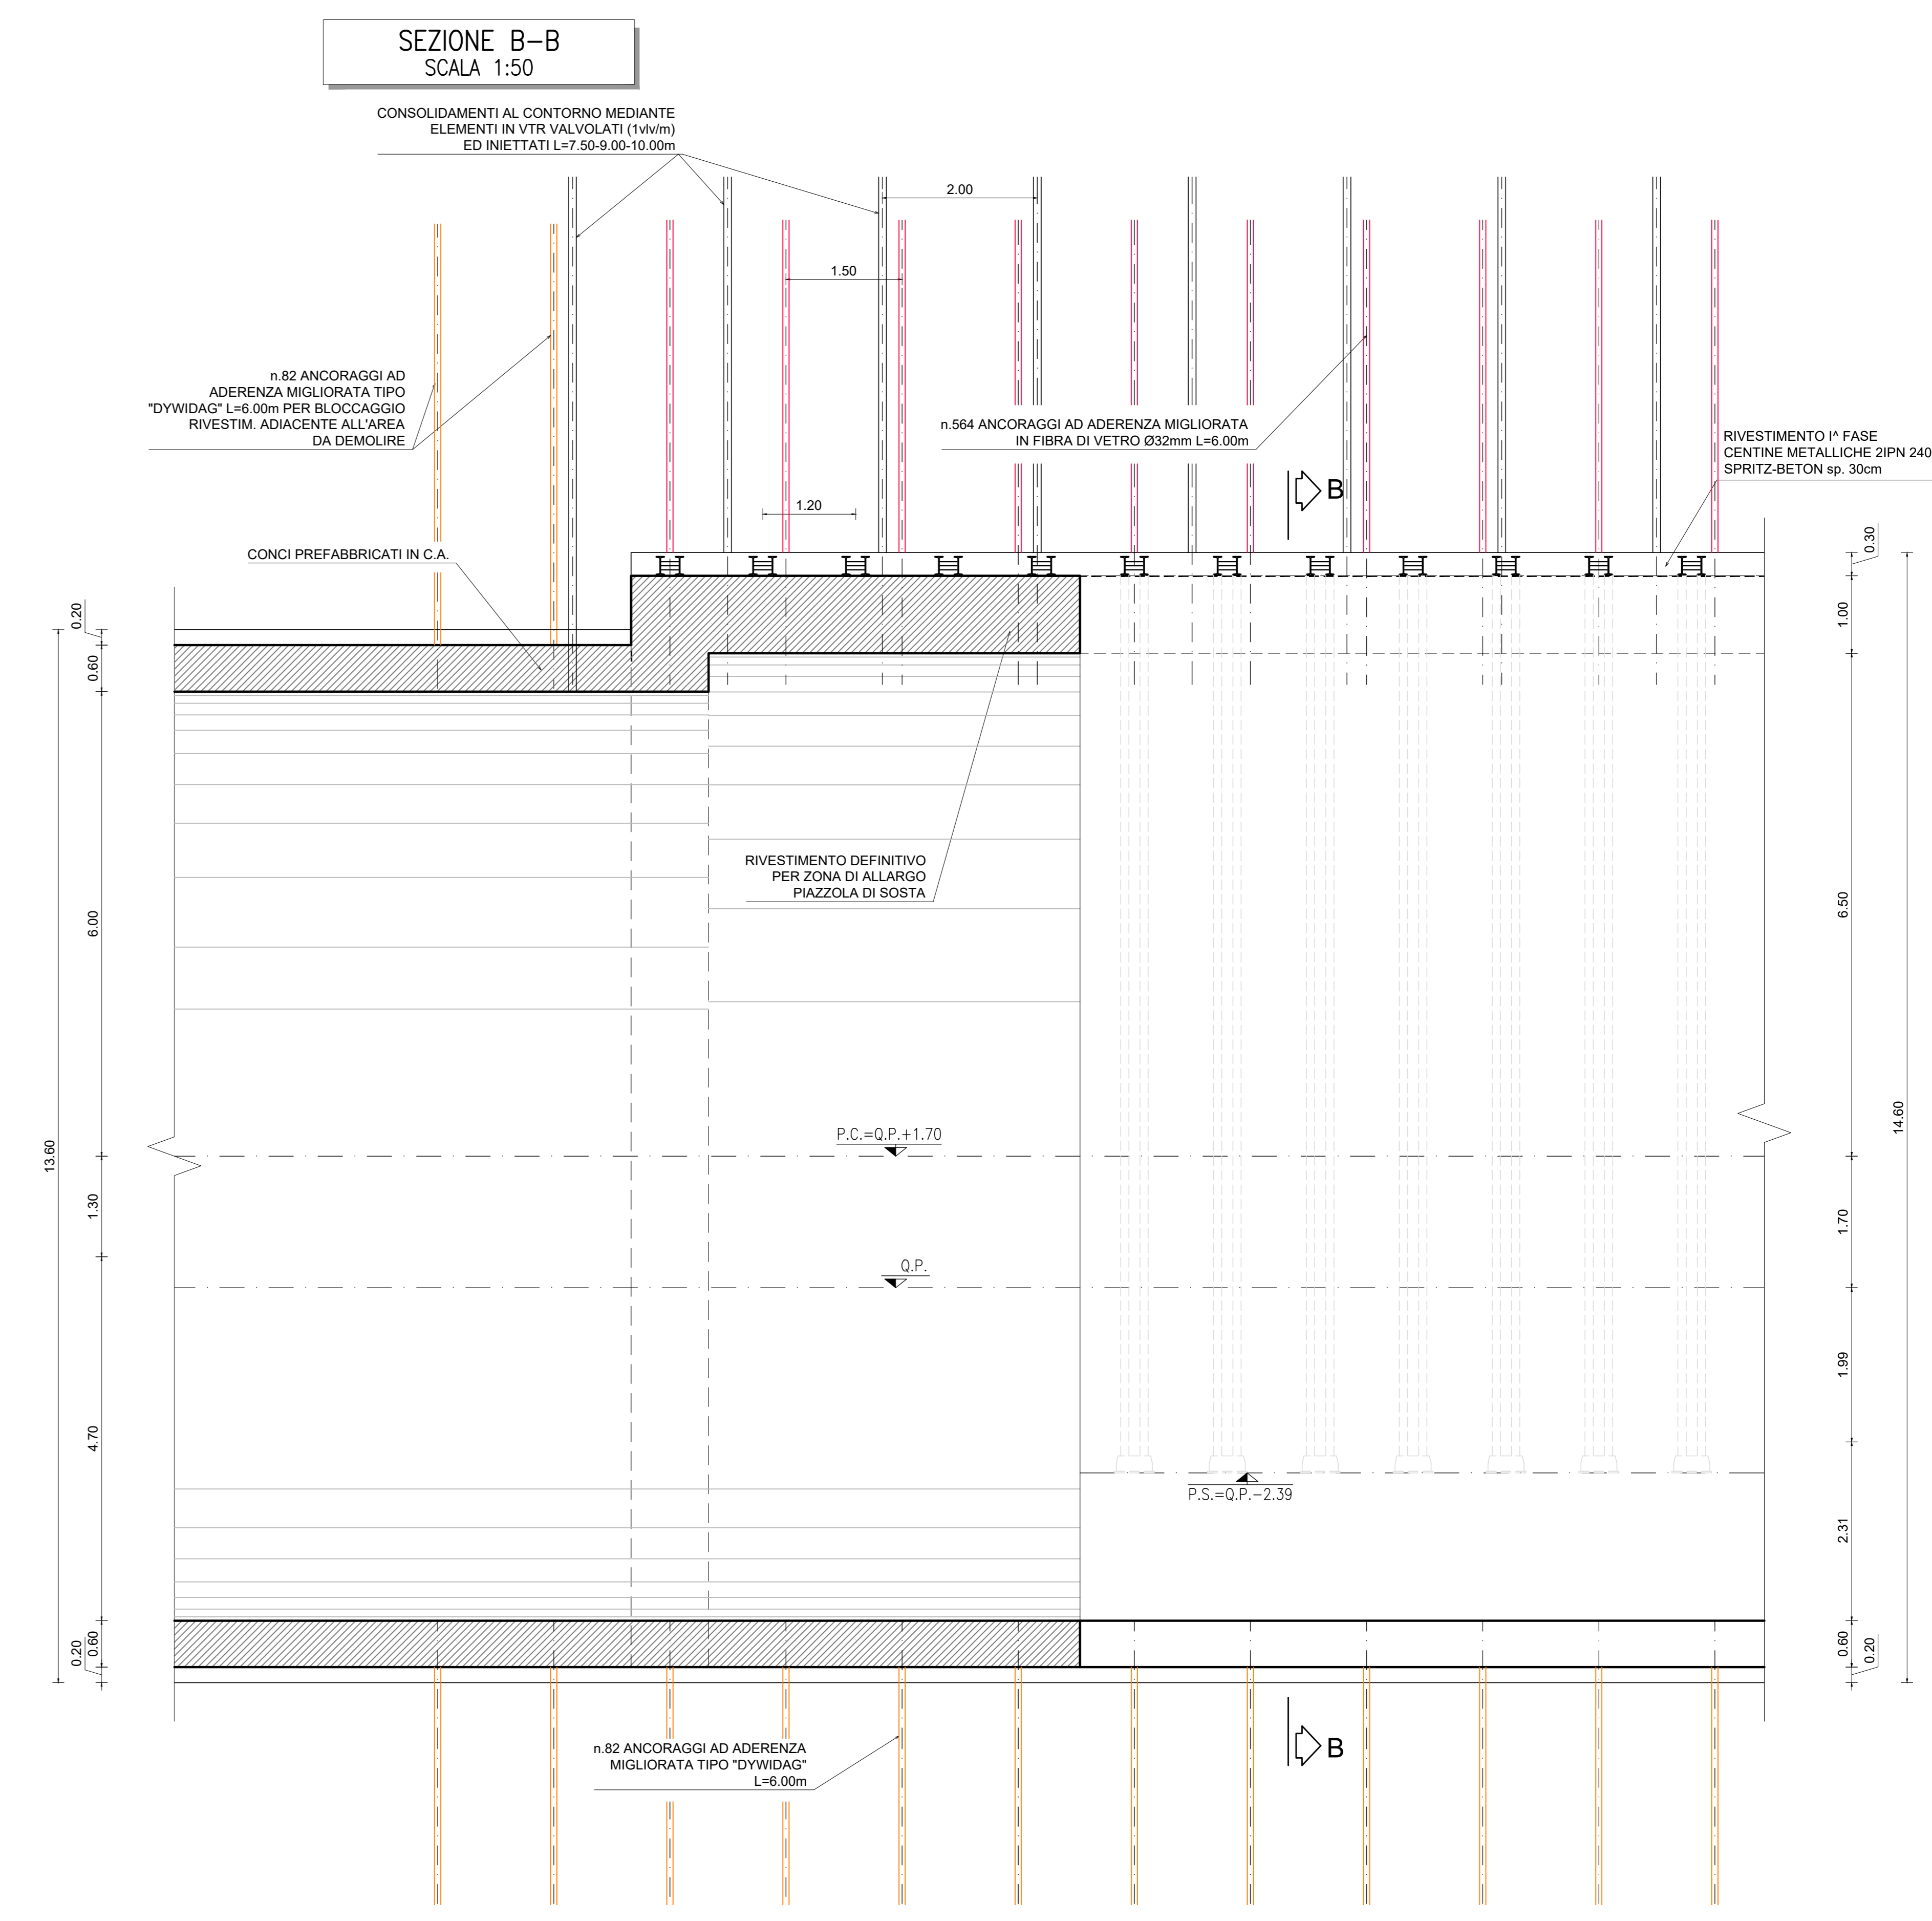 SEZIONE B-B
SCALA 1:50
CONSOLIDAMENTI AL CONTORNO MEDIANTE
ELEMENTI IN VTR VALVOLATI (1vlv/m)
ED INIETTATI L=7.50-9.00-10.00m
2.00
1.50
n.82 ANCORAGGI AD
ADERENZA MIGLIORATA TIPO
"DYWIDAG" L=6.00m PER BLOCCAGGIO
RIVESTIM. ADIACENTE ALL'AREA
DA DEMOLIRE
n.564 ANCORAGGI AD ADERENZA MIGLIORATA
IN FIBRA DI VETRO Ø32mm L=6.00m
RIVESTIMENTO I^ FASE
CENTINE METALLICHE 2IPN 240
SPRITZ-BETON sp. 30cm
B
1.20
CONCI PREFABBRICATI IN C.A.
0.30
1.00
0.20
0.60
RIVESTIMENTO DEFINITIVO
PER ZONA DI ALLARGO
PIAZZOLA DI SOSTA
6.00
6.50
P.C.=Q.P.+1.70
13.60
14.60
1.30
1.70
Q.P.
1.99
4.70
P.S.=Q.P.-2.39
2.31
0.20
0.60
0.60
0.20
n.82 ANCORAGGI AD ADERENZA
MIGLIORATA TIPO "DYWIDAG"
L=6.00m
B